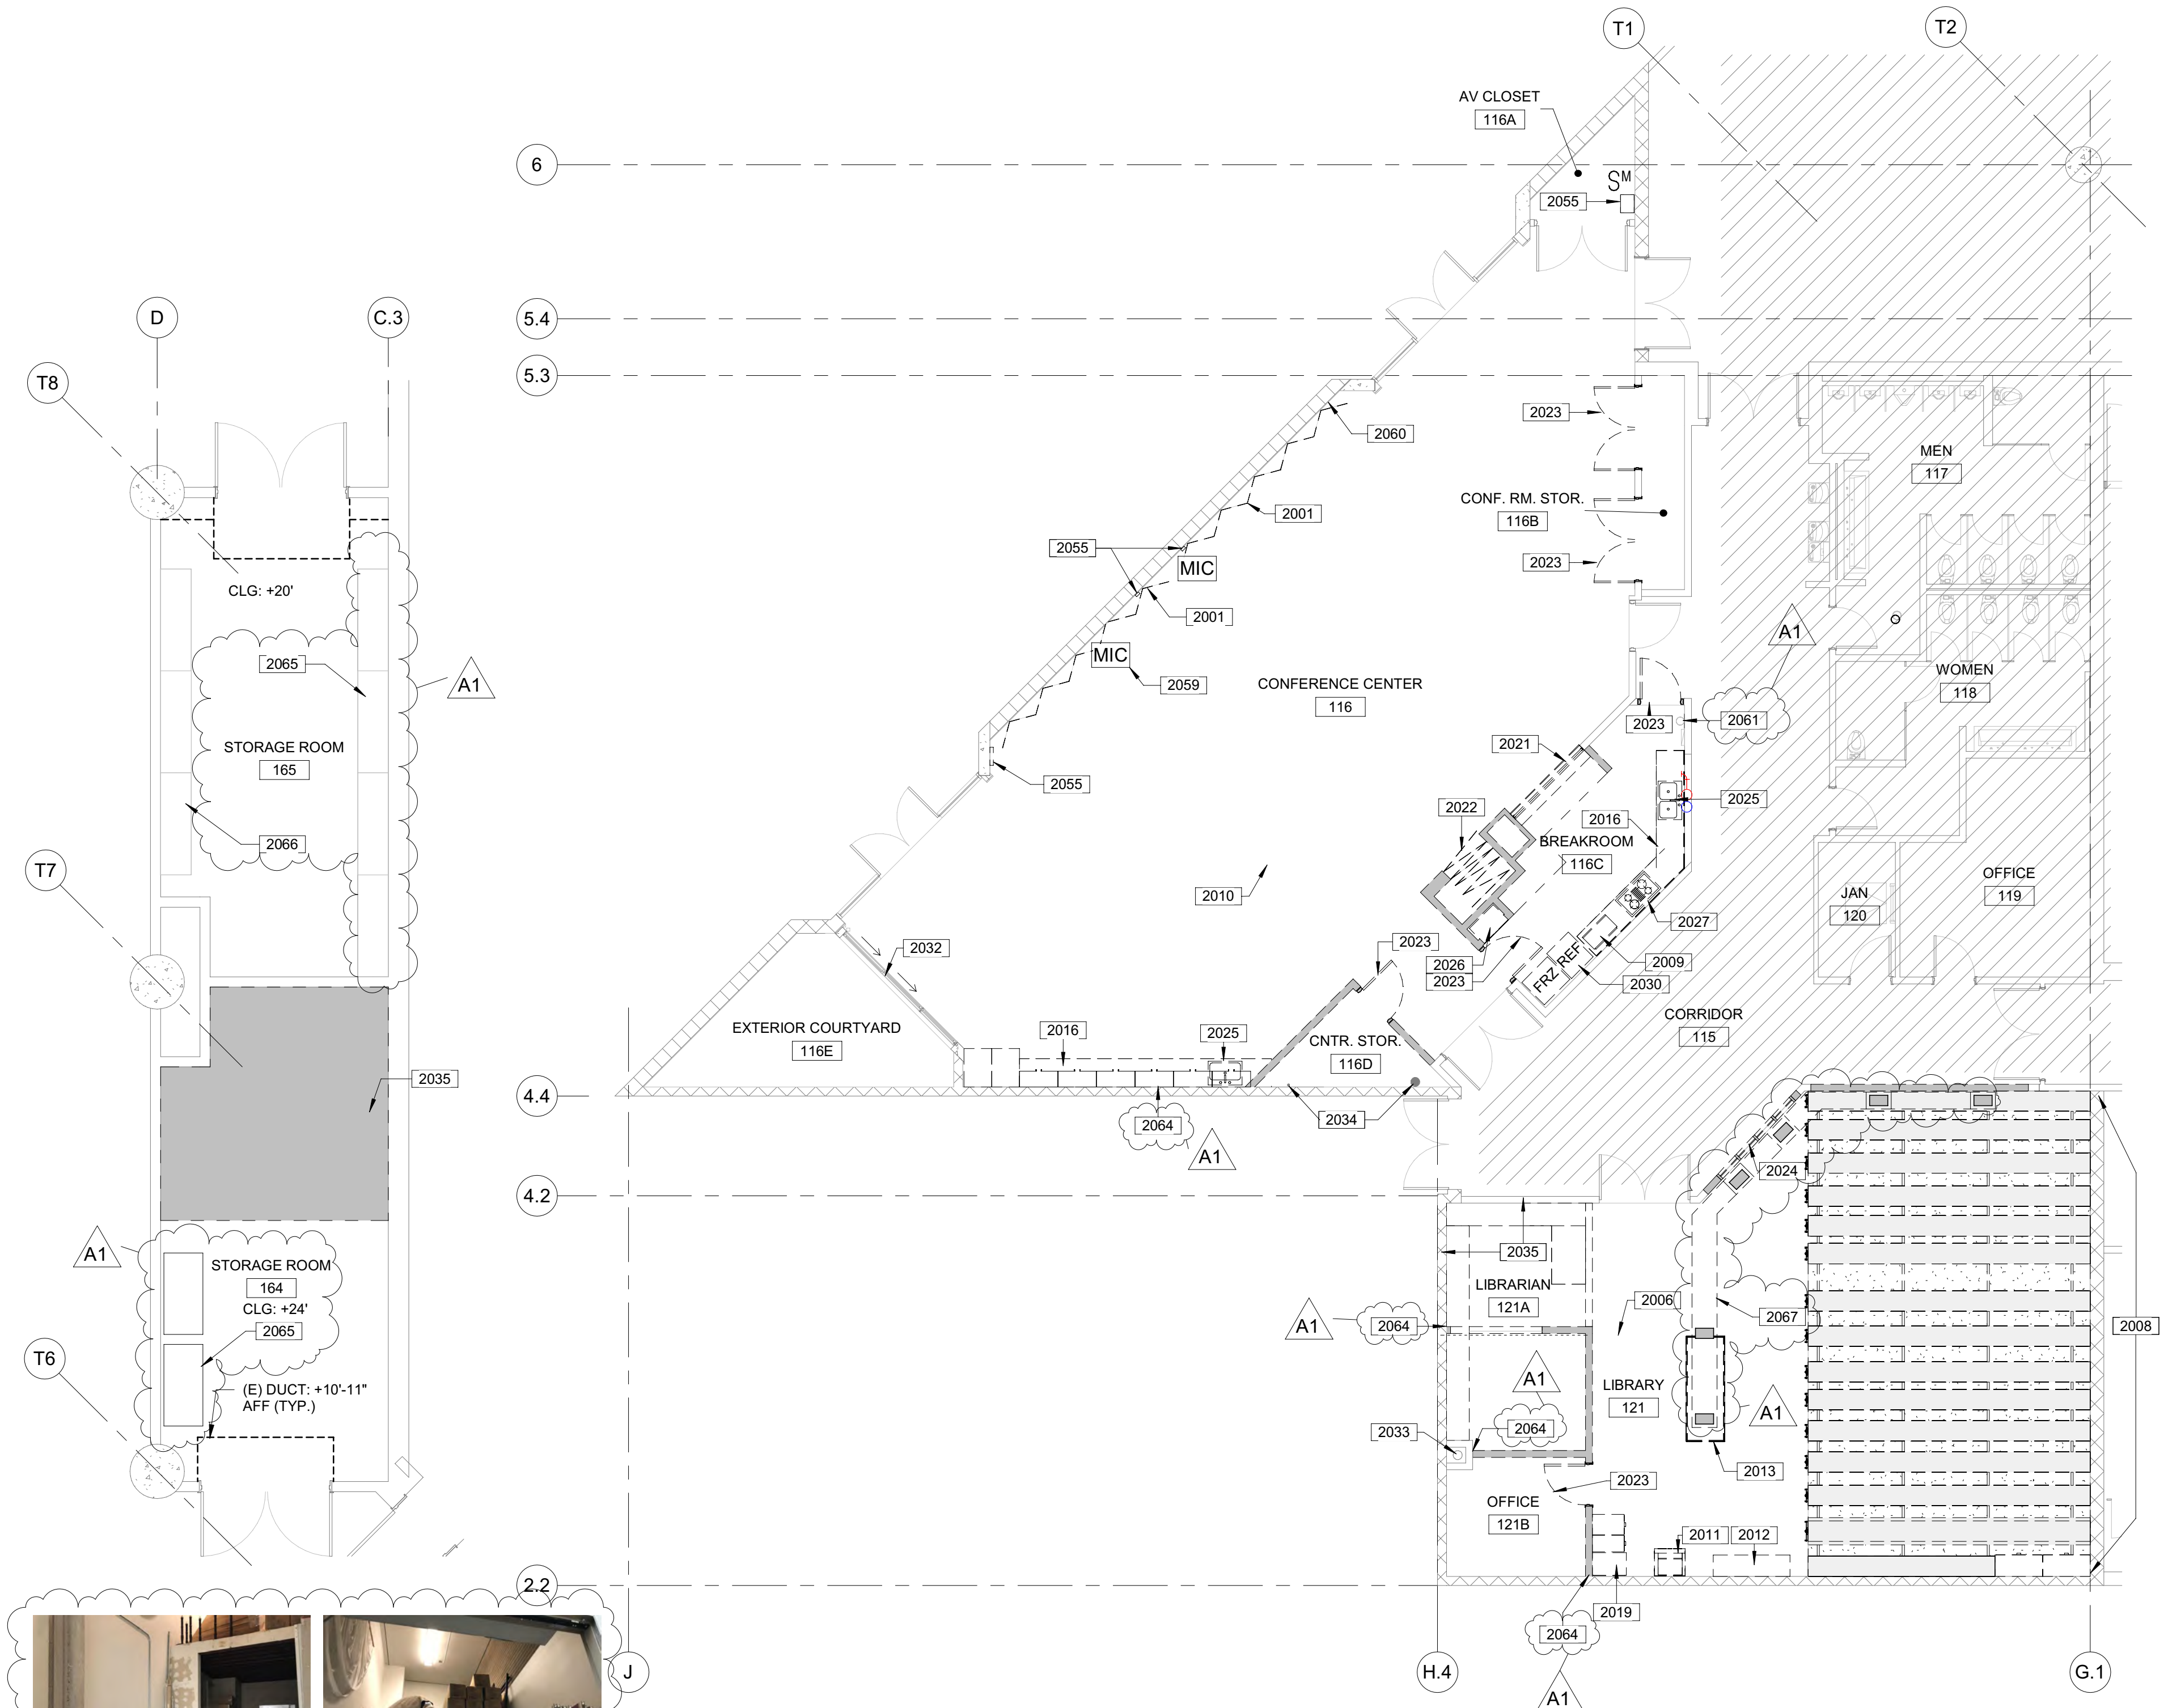 T1
T2
AV CLOSET
116A
6
SM
2055
D
C.3
5.4
T8
5.3
2023
2060
MEN
117
CONF. RM. STOR.
116B
2001
2055
MIC
2023
CLG: +20'
2001
A1
2065
A1
MIC
2059
CONFERENCE CENTER
116
WOMEN
118
2023
2061
STORAGE ROOM
165
2021
2055
2025
2022
2016
2066
BREAKROOM
116C
T7
2010
JAN
120
OFFICE
119
2027
2032
2023
2026
2023
FRZ
REF
2009
2030
EXTERIOR COURTYARD
116E
2016
2025
CNTR. STOR.
116D
CORRIDOR
115
2035
4.4
2064
2034
A1
2024
4.2
A1
STORAGE ROOM
164
CLG: +24'
2065
2035
LIBRARIAN
121A
2006
2067
A1
2064
2008
T6
(E) DUCT: +10'-11"
AFF (TYP.)
A1
LIBRARY
121
A1
2064
2033
2013
2023
OFFICE
121B
2011
2012
2.2
2019
2064
J
H.4
G.1
A1